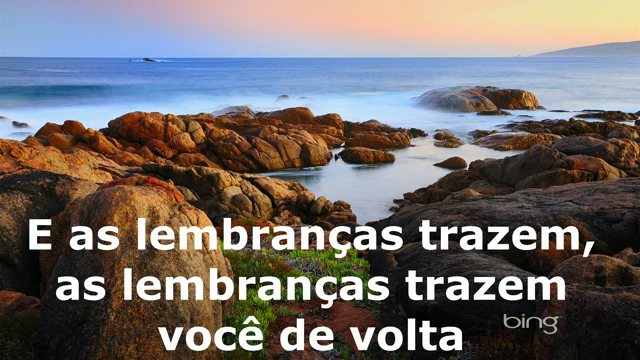 E as lembranças trazem,
as lembranças trazem
você de volta
bing